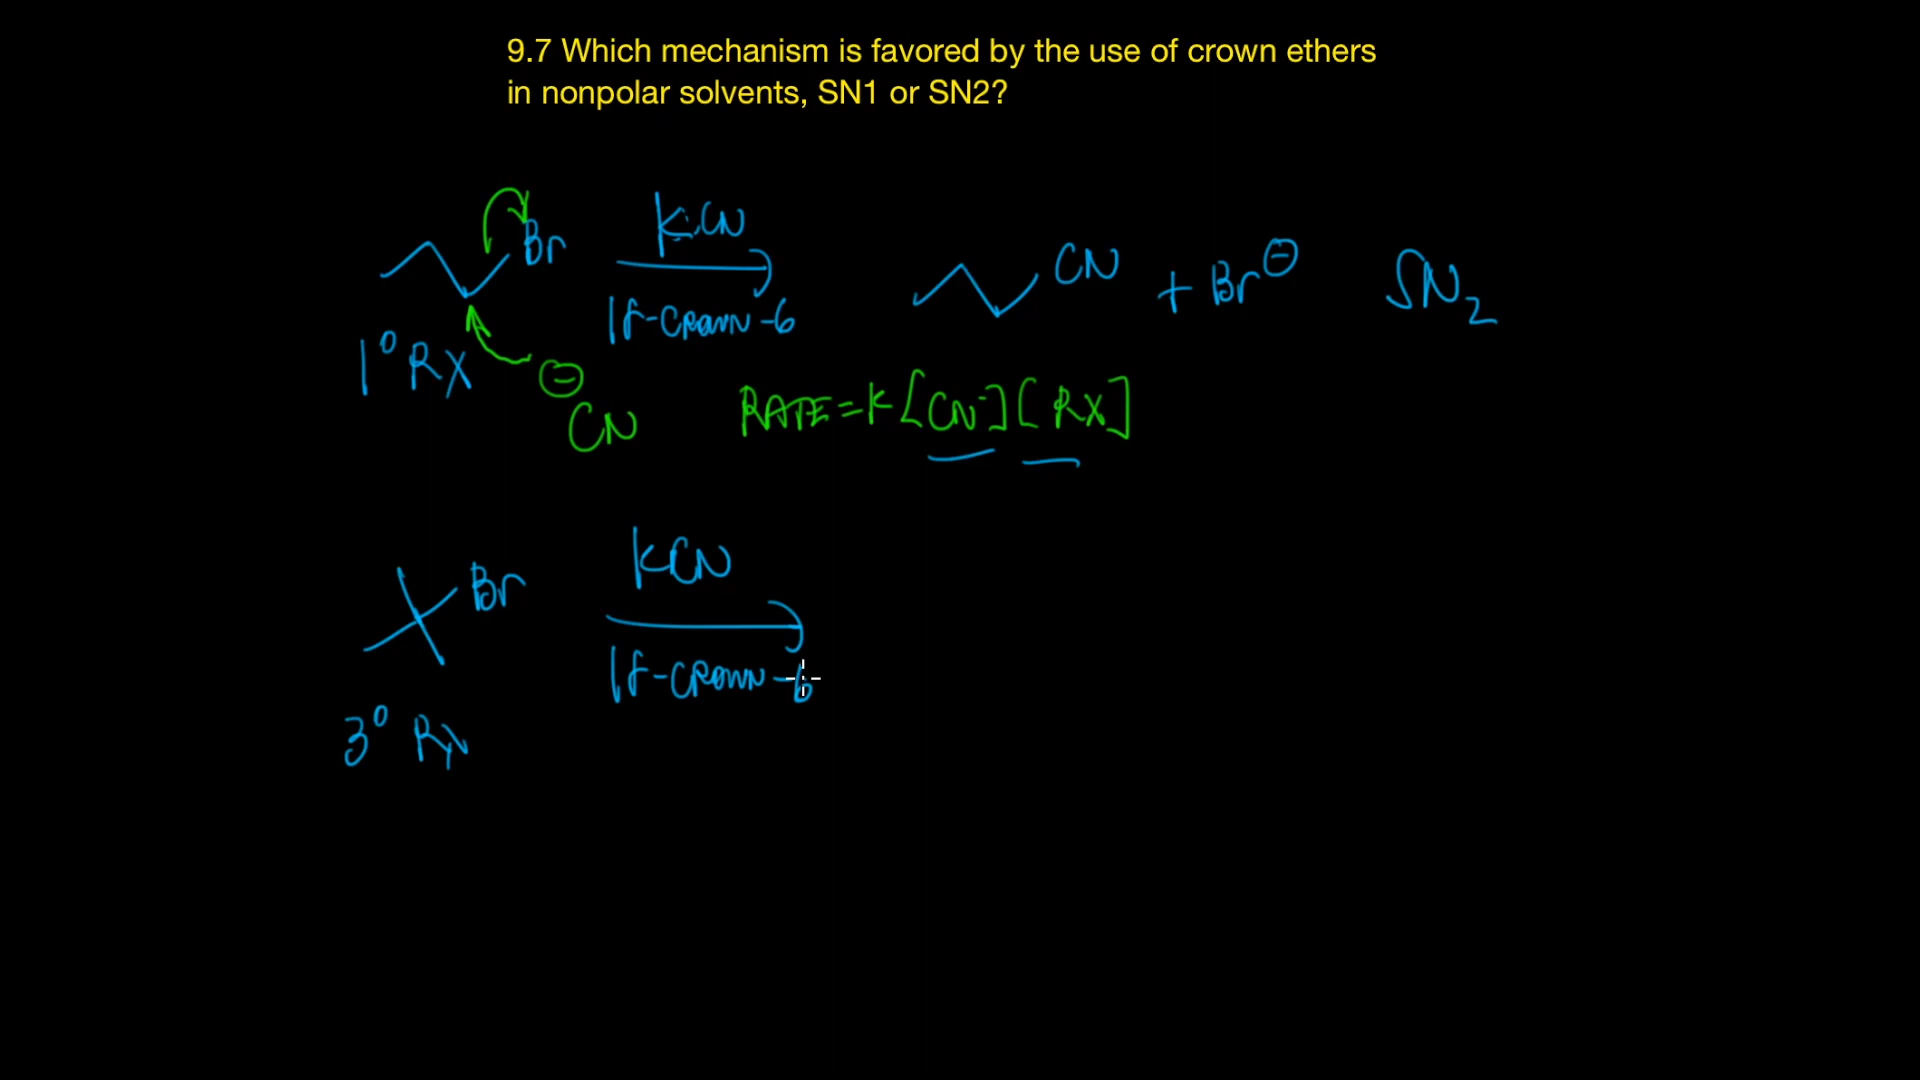 9.7 Which mechanism is favored by the use of crown ethers
in nonpolar solvents, SN1 or SN2?
Br KCN
18-CROWN-6
CN + Br⊖ SN2
1° RX
⊖
CN
RATE = K [CN⁻] [RX]
Br KCN
18-CROWN-6
3° RX